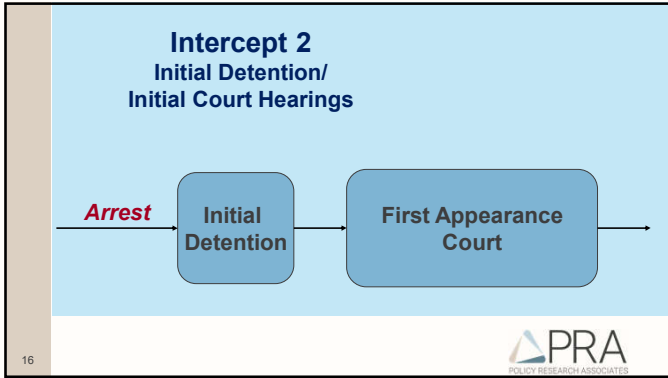 Intercept 2
Initial Detention/
Initial Court Hearings
Arrest
Initial
Detention
First Appearance
Court
16
PRA
POLICY RESEARCH ASSOCIATES